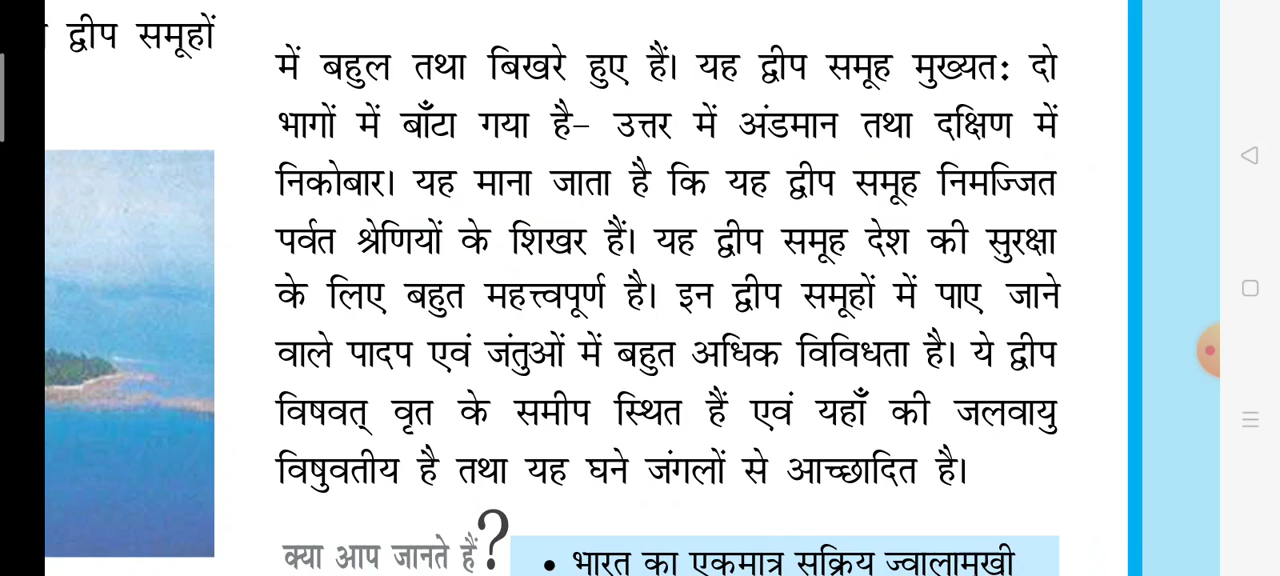 द्वीप समूहों
में बहुल तथा बिखरे हुए हैं। यह द्वीप समूह मुख्यत: दो
भागों में बाँटा गया है– उत्तर में अंडमान तथा दक्षिण में
निकोबार। यह माना जाता है कि यह द्वीप समूह निमज्जित
पर्वत श्रेणियों के शिखर हैं। यह द्वीप समूह देश की सुरक्षा
के लिए बहुत महत्त्वपूर्ण है। इन द्वीप समूहों में पाए जाने
वाले पादप एवं जंतुओं में बहुत अधिक विविधता है। ये द्वीप
विषवत् वृत के समीप स्थित हैं एवं यहाँ की जलवायु
विषुवतीय है तथा यह घने जंगलों से आच्छादित है।
क्या आप जानते हैं?
• भारत का एकमात्र सक्रिय ज्वालामुखी